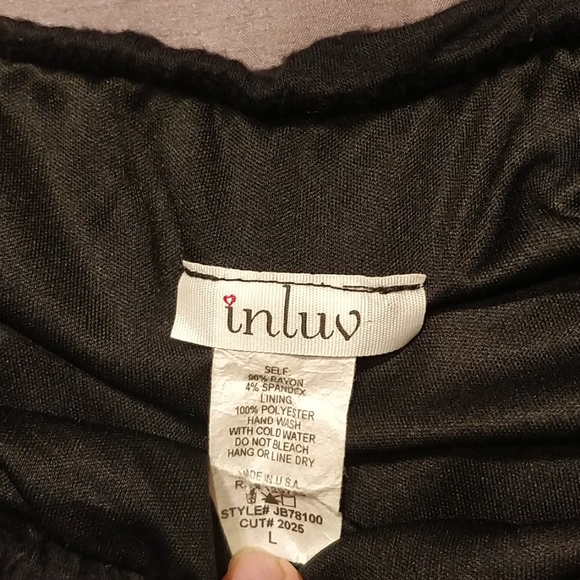 inluv
SELF:
96% RAYON
4% SPANDEX
LINING
100% POLYESTER
HAND WASH
WITH COLD WATER
DO NOT BLEACH
HANG OR LINE DRY
MADE IN U.S.A.
STYLE# JB78100
CUT# 2025
L